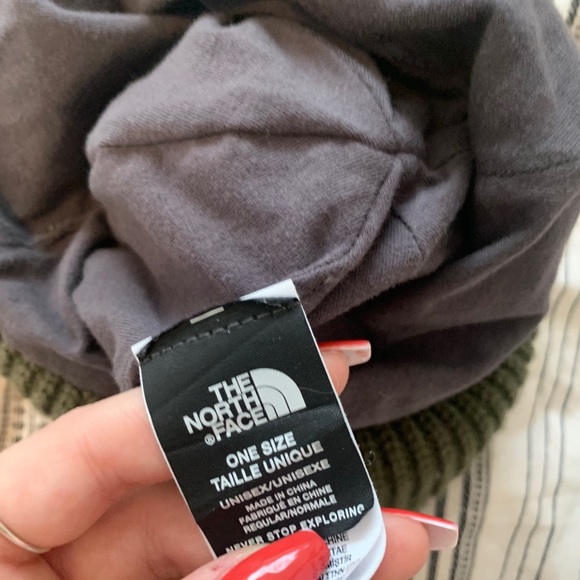 THE
NORTH
®FACE
ONE SIZE
TAILLE UNIQUE
UNISEX/UNISEXE
MADE IN CHINA
FABRIQUE EN CHINE
REGULAR/NORMALE
NEVER STOP EXPLORING